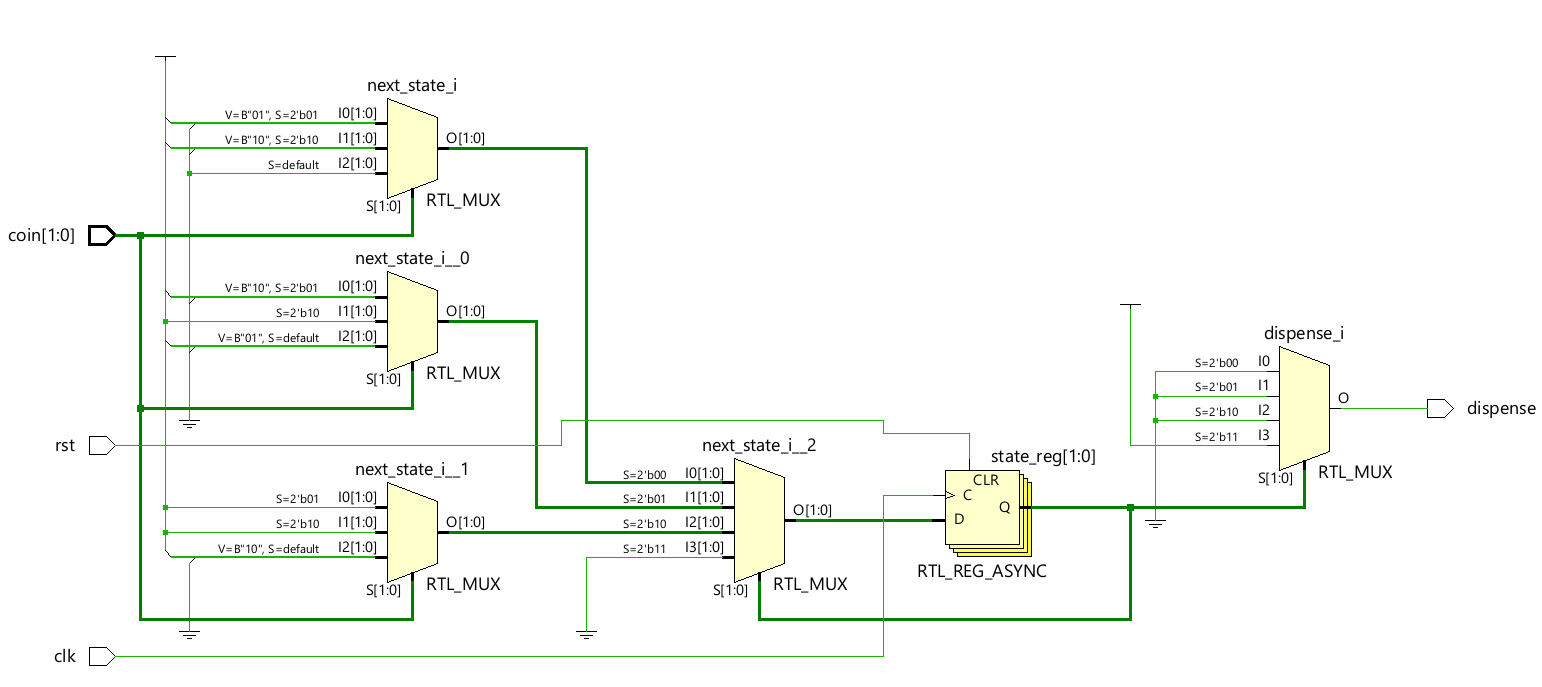 next_state_i
V=B"01", S=2'b01 I0[1:0]
V=B"10", S=2'b10 I1[1:0] O[1:0]
S=default I2[1:0]
S[1:0] RTL_MUX
coin[1:0]
next_state_i__0
V=B"10", S=2'b01 I0[1:0]
S=2'b10 I1[1:0] O[1:0]
V=B"01", S=default I2[1:0]
S[1:0] RTL_MUX
rst
next_state_i__1
S=2'b01 I0[1:0]
S=2'b10 I1[1:0] O[1:0]
V=B"10", S=default I2[1:0]
S[1:0] RTL_MUX
clk
next_state_i__2
S=2'b00 I0[1:0]
S=2'b01 I1[1:0] O[1:0]
S=2'b10 I2[1:0]
S=2'b11 I3[1:0]
S[1:0] RTL_MUX
state_reg[1:0]
CLR
C
Q
D
RTL_REG_ASYNC
dispense_i
S=2'b00 I0
S=2'b01 I1
O
S=2'b10 I2
S=2'b11 I3
S[1:0] RTL_MUX
dispense